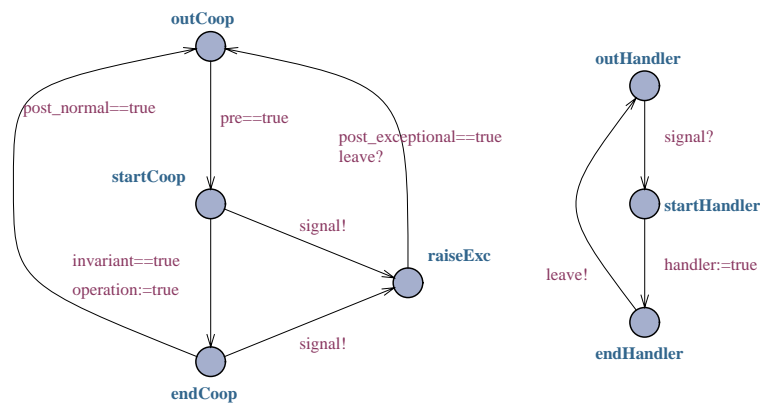 outCoop
post_normal==true
pre==true
post_exceptional==true
leave?
startCoop
signal!
invariant==true
operation:=true
raiseExc
signal!
endCoop
outHandler
signal?
startHandler
handler:=true
leave!
endHandler